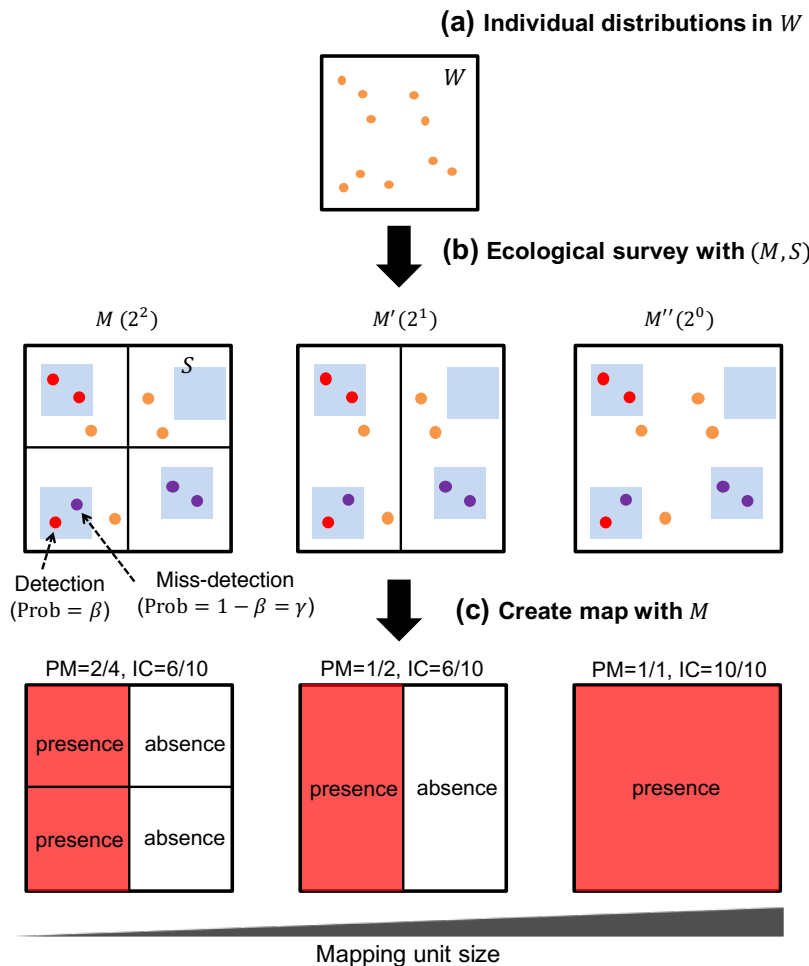 (a) Individual distributions in W
W
(b) Ecological survey with (M, S)
M (2²) M′(2¹) M′′(2⁰)
S
Detection Miss-detection
(Prob = β) (Prob = 1 − β = γ)
(c) Create map with M
PM=2/4, IC=6/10 PM=1/2, IC=6/10 PM=1/1, IC=10/10
presence absence
presence absence presence
presence absence
Mapping unit size